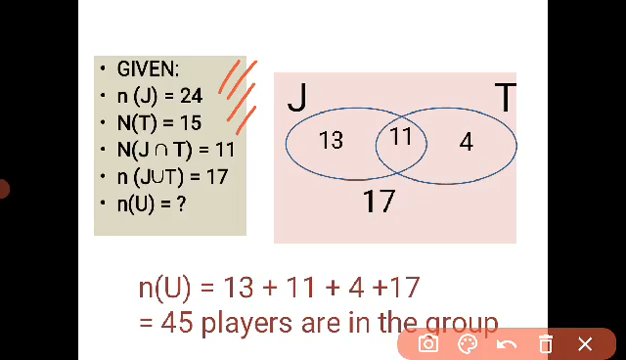 • GIVEN:
• n (J) = 24
• N(T) = 15
• N(J ∩ T) = 11
• n (J∪T) = 17
• n(U) = ?
J T
13 11 4
17
n(U) = 13 + 11 + 4 +17
= 45 players are in the group